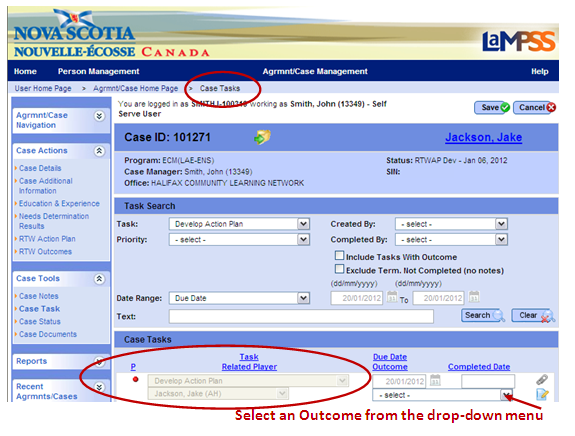 NOVA SCOTIA
NOUVELLE-ÉCOSSE CANADA
LaMPSS
Home Person Management Agrmnt/Case Management Help
User Home Page > Agrmnt/Case Home Page > Case Tasks
You are logged in as SMITHJ-100313 working as Smith, John (13349) - Self
Serve User
Save Cancel
Agrmnt/Case
Navigation
Case ID: 101271 Jackson, Jake
Case Actions
Case Details
Case Additional
Information
Education & Experience
Needs Determination
Results
RTW Action Plan
RTW Outcomes
Program: ECM(LAE-ENS) Status: RTWAP Dev - Jan 06, 2012
Case Manager: Smith, John (13349) SIN:
Office: HALIFAX COMMUNITY LEARNING NETWORK
Task Search
Task: Develop Action Plan Created By: - select -
Priority: - select - Completed By: - select -
Include Tasks With Outcome
Exclude Term. Not Completed (no notes)
(dd/mm/yyyy) (dd/mm/yyyy)
Date Range: Due Date 20/01/2012 To 20/01/2012
Text: Search Clear
Case Tools
Case Notes
Case Task
Case Status
Case Documents
Reports
Recent
Agrmnts/Cases
Case Tasks
P Task Due Date
Related Player Outcome Completed Date
Develop Action Plan 20/01/2012
Jackson, Jake (AH) - select -
Select an Outcome from the drop-down menu